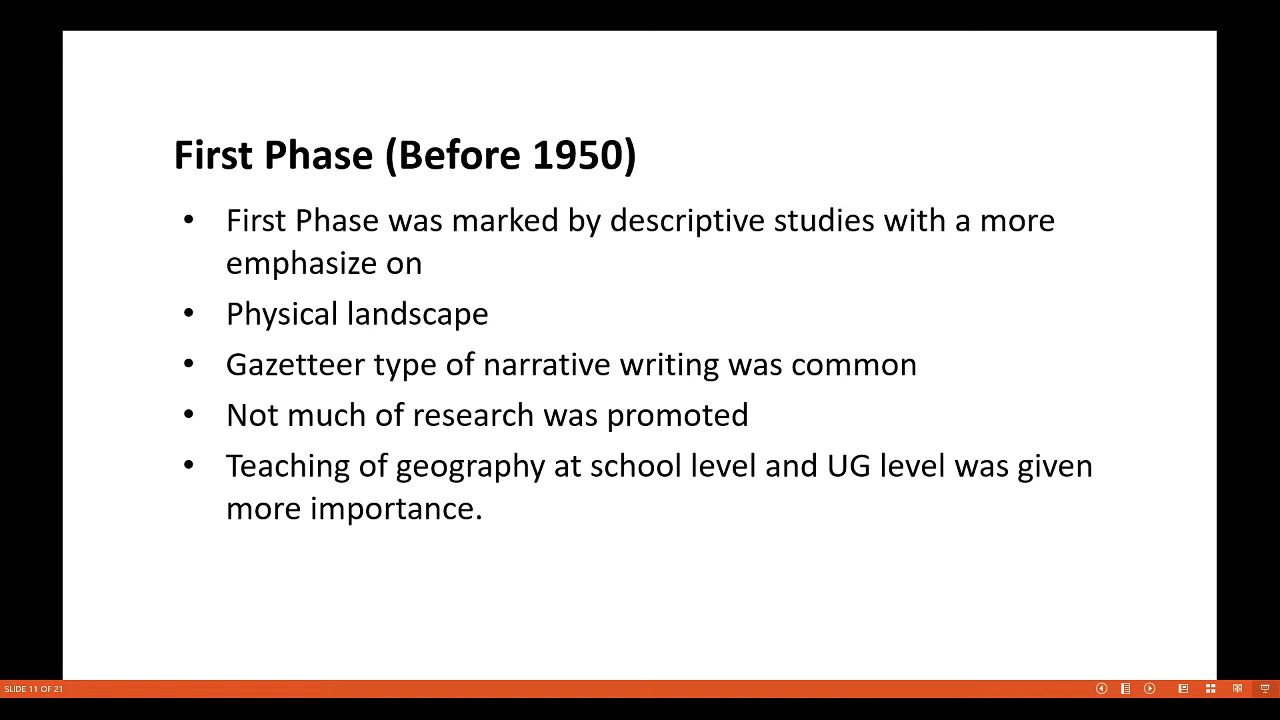 First Phase (Before 1950)
• First Phase was marked by descriptive studies with a more
emphasize on
• Physical landscape
• Gazetteer type of narrative writing was common
• Not much of research was promoted
• Teaching of geography at school level and UG level was given
more importance.
SLIDE 11 OF 21